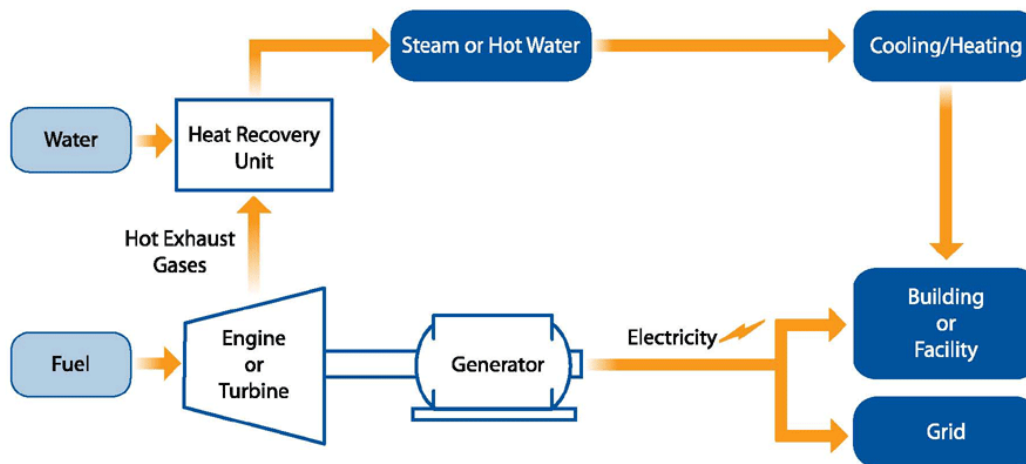 Steam or Hot Water
Cooling/Heating
Water
Heat Recovery
Unit
Hot Exhaust
Gases
Fuel
Engine
or
Turbine
Generator
Electricity
Building
or
Facility
Grid